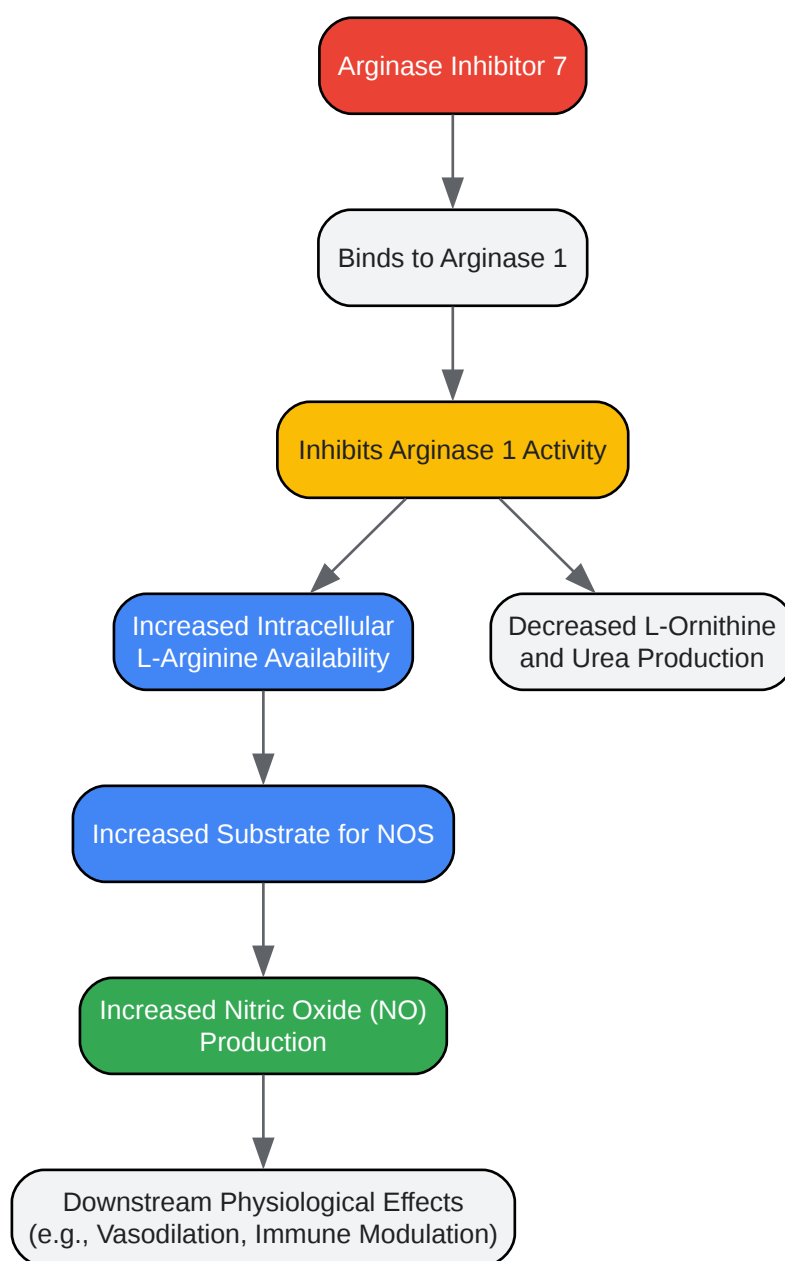 Arginase Inhibitor 7
Binds to Arginase 1
Inhibits Arginase 1 Activity
Increased Intracellular
L-Arginine Availability
Decreased L-Ornithine
and Urea Production
Increased Substrate for NOS
Increased Nitric Oxide (NO)
Production
Downstream Physiological Effects
(e.g., Vasodilation, Immune Modulation)